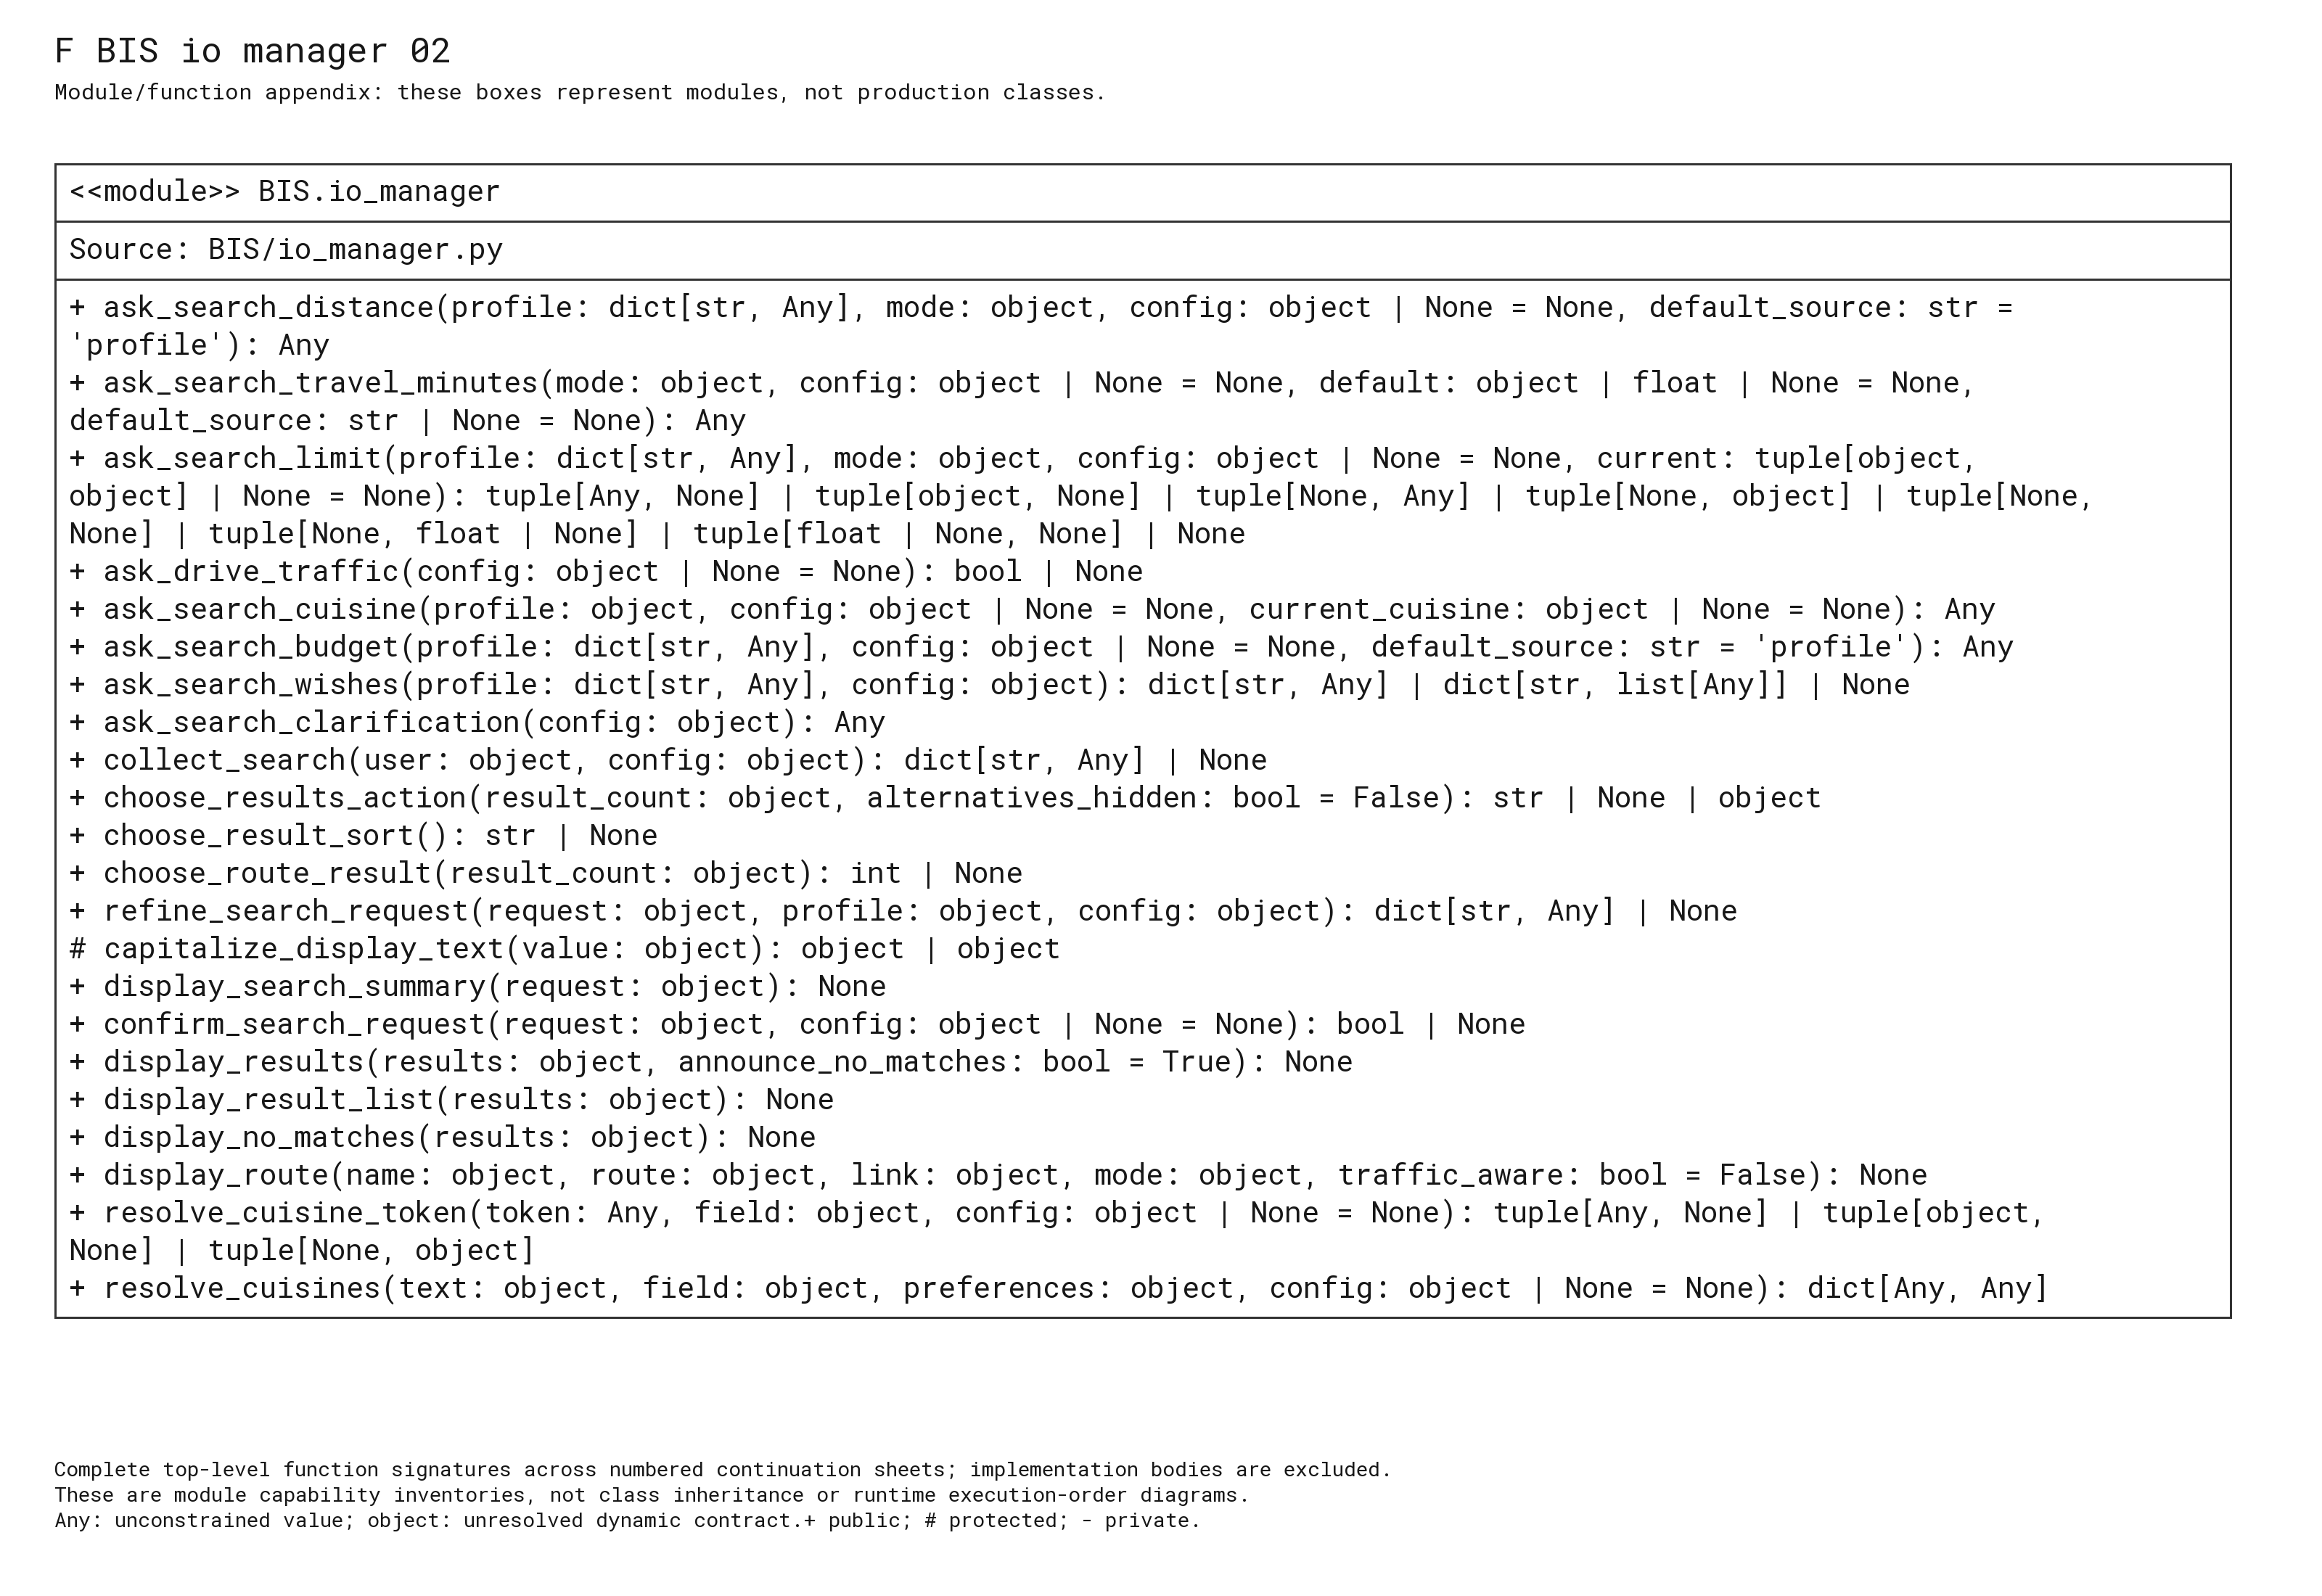 F BIS io manager 02
Module/function appendix: these boxes represent modules, not production classes.
<<module>> BIS.io_manager
Source: BIS/io_manager.py
+ ask_search_distance(profile: dict[str, Any], mode: object, config: object | None = None, default_source: str =
'profile'): Any
+ ask_search_travel_minutes(mode: object, config: object | None = None, default: object | float | None = None,
default_source: str | None = None): Any
+ ask_search_limit(profile: dict[str, Any], mode: object, config: object | None = None, current: tuple[object,
object] | None = None): tuple[Any, None] | tuple[object, None] | tuple[None, Any] | tuple[None, object] | tuple[None,
None] | tuple[None, float | None] | tuple[float | None, None] | None
+ ask_drive_traffic(config: object | None = None): bool | None
+ ask_search_cuisine(profile: object, config: object | None = None, current_cuisine: object | None = None): Any
+ ask_search_budget(profile: dict[str, Any], config: object | None = None, default_source: str = 'profile'): Any
+ ask_search_wishes(profile: dict[str, Any], config: object): dict[str, Any] | dict[str, list[Any]] | None
+ ask_search_clarification(config: object): Any
+ collect_search(user: object, config: object): dict[str, Any] | None
+ choose_results_action(result_count: object, alternatives_hidden: bool = False): str | None | object
+ choose_result_sort(): str | None
+ choose_route_result(result_count: object): int | None
+ refine_search_request(request: object, profile: object, config: object): dict[str, Any] | None
# capitalize_display_text(value: object): object | object
+ display_search_summary(request: object): None
+ confirm_search_request(request: object, config: object | None = None): bool | None
+ display_results(results: object, announce_no_matches: bool = True): None
+ display_result_list(results: object): None
+ display_no_matches(results: object): None
+ display_route(name: object, route: object, link: object, mode: object, traffic_aware: bool = False): None
+ resolve_cuisine_token(token: Any, field: object, config: object | None = None): tuple[Any, None] | tuple[object,
None] | tuple[None, object]
+ resolve_cuisines(text: object, field: object, preferences: object, config: object | None = None): dict[Any, Any]
Complete top-level function signatures across numbered continuation sheets; implementation bodies are excluded.
These are module capability inventories, not class inheritance or runtime execution-order diagrams.
Any: unconstrained value; object: unresolved dynamic contract.+ public; # protected; - private.